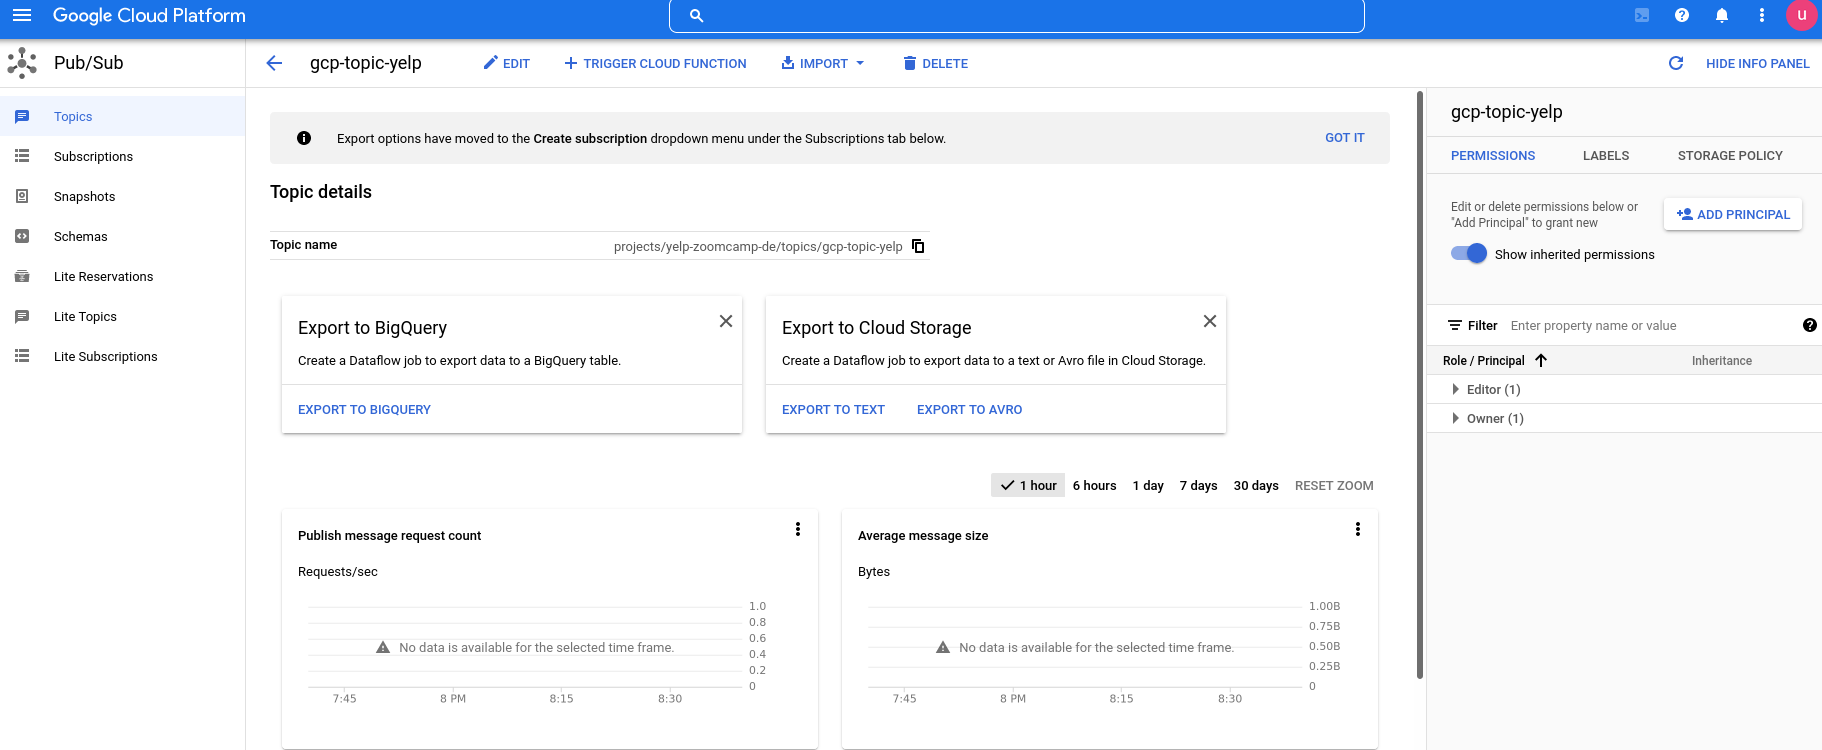 Google Cloud Platform
u
Pub/Sub
gcp-topic-yelp
EDIT
TRIGGER CLOUD FUNCTION
IMPORT
DELETE
HIDE INFO PANEL
Topics
Subscriptions
Snapshots
Schemas
Lite Reservations
Lite Topics
Lite Subscriptions
Export options have moved to the Create subscription dropdown menu under the Subscriptions tab below.
GOT IT
Topic details
Topic name
projects/yelp-zoomcamp-de/topics/gcp-topic-yelp
Export to BigQuery
Create a Dataflow job to export data to a BigQuery table.
EXPORT TO BIGQUERY
Export to Cloud Storage
Create a Dataflow job to export data to a text or Avro file in Cloud Storage.
EXPORT TO TEXT
EXPORT TO AVRO
1 hour
6 hours
1 day
7 days
30 days
RESET ZOOM
Publish message request count
Requests/sec
1.0
0.8
0.6
0.4
0.2
0
No data is available for the selected time frame.
7:45
8 PM
8:15
8:30
Average message size
Bytes
1.00B
0.75B
0.50B
0.25B
0
No data is available for the selected time frame.
7:45
8 PM
8:15
8:30
gcp-topic-yelp
PERMISSIONS
LABELS
STORAGE POLICY
Edit or delete permissions below or
"Add Principal" to grant new
ADD PRINCIPAL
Show inherited permissions
Filter
Enter property name or value
Role / Principal
Inheritance
Editor (1)
Owner (1)